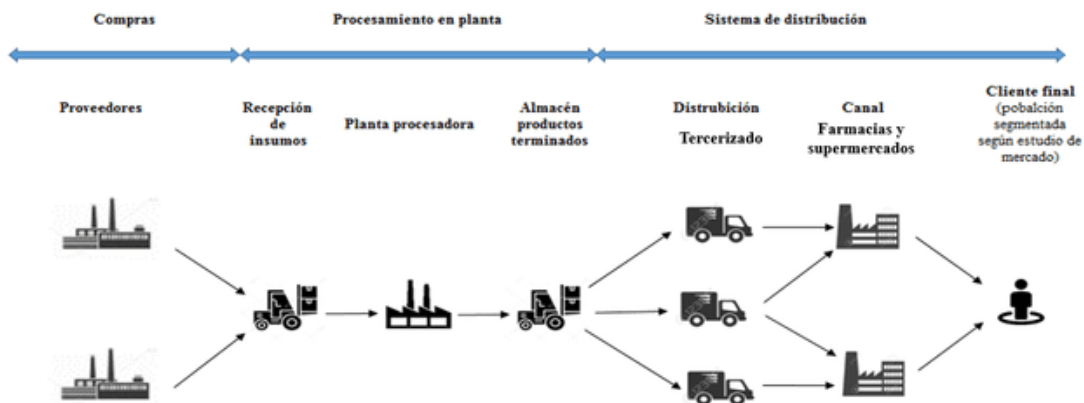 Compras
Procesamiento en planta
Sistema de distribución
Proveedores
Recepción
de
insumos
Planta procesadora
Almacén
productos
terminados
Distrubición
Tercerizado
Canal
Farmacias y
supermercados
Cliente final
(pobalción
segmentada
según estudio de
mercado)